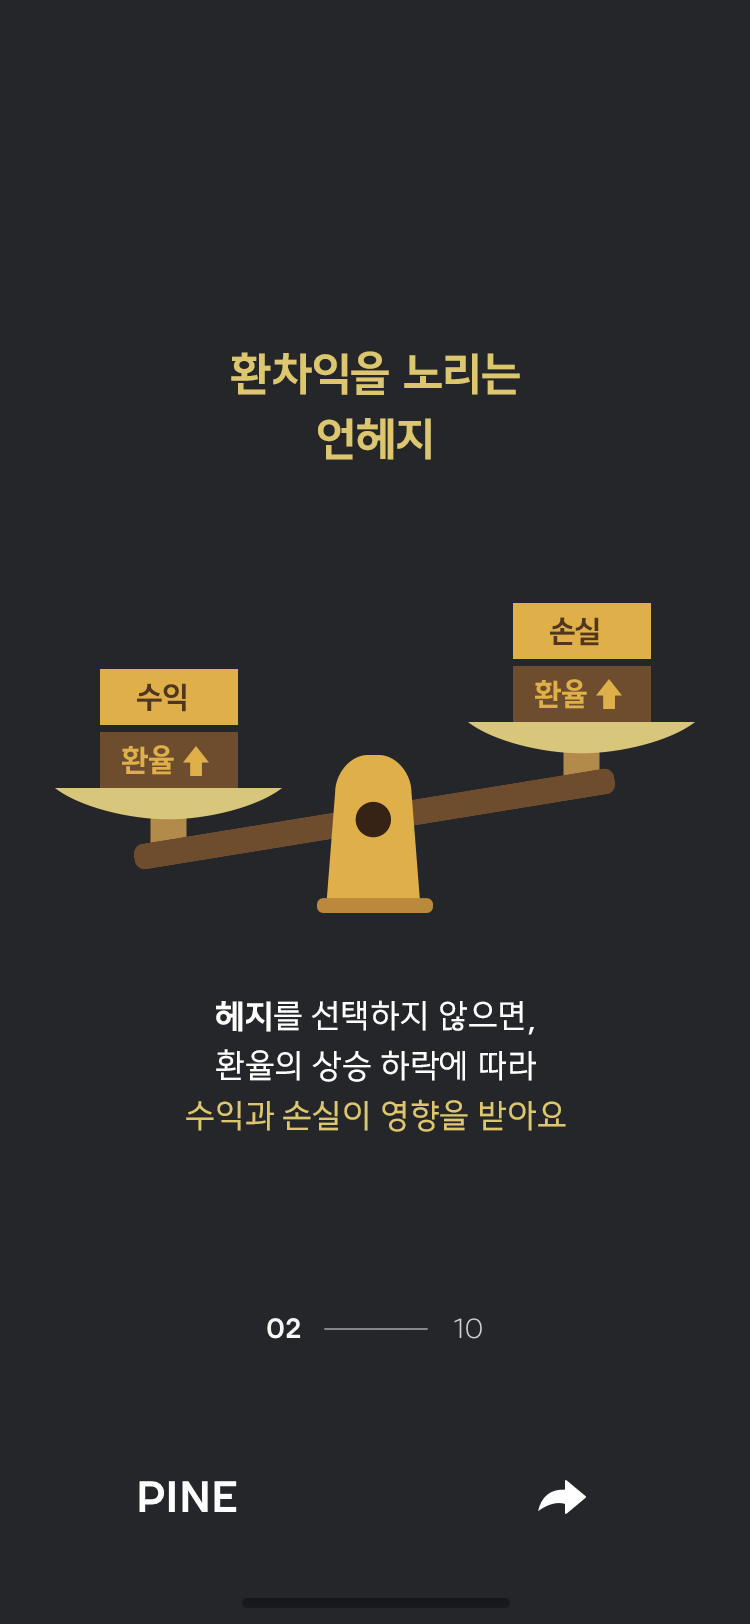 환차익을 노리는
언헤지
손실
환율
수익
환율
헤지를 선택하지 않으면,
환율의 상승 하락에 따라
수익과 손실이 영향을 받아요
02
10
PINE